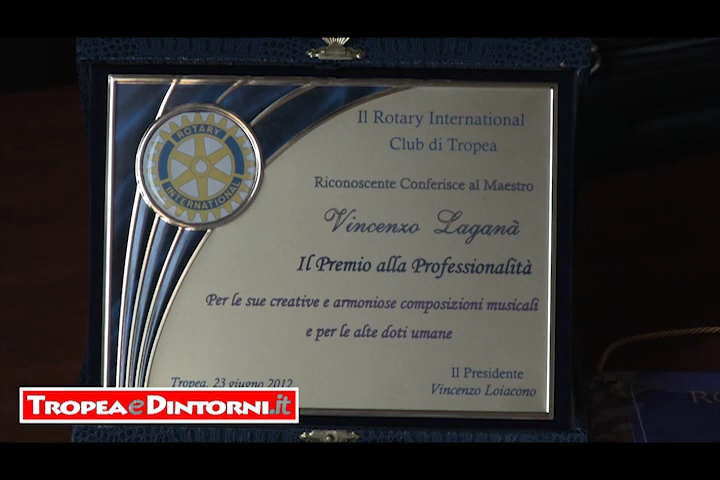 Il Rotary International
Club di Tropea
ROTARY
INTERNATIONAL
Riconoscente Conferisce al Maestro
Vincenzo Laganà
Il Premio alla Professionalità
Per le sue creative e armoniose composizioni musicali
e per le alte doti umane
Tropea, 23 giugno 2012
Il Presidente
Vincenzo Loiacono
TROPEAeDINTORNI.it